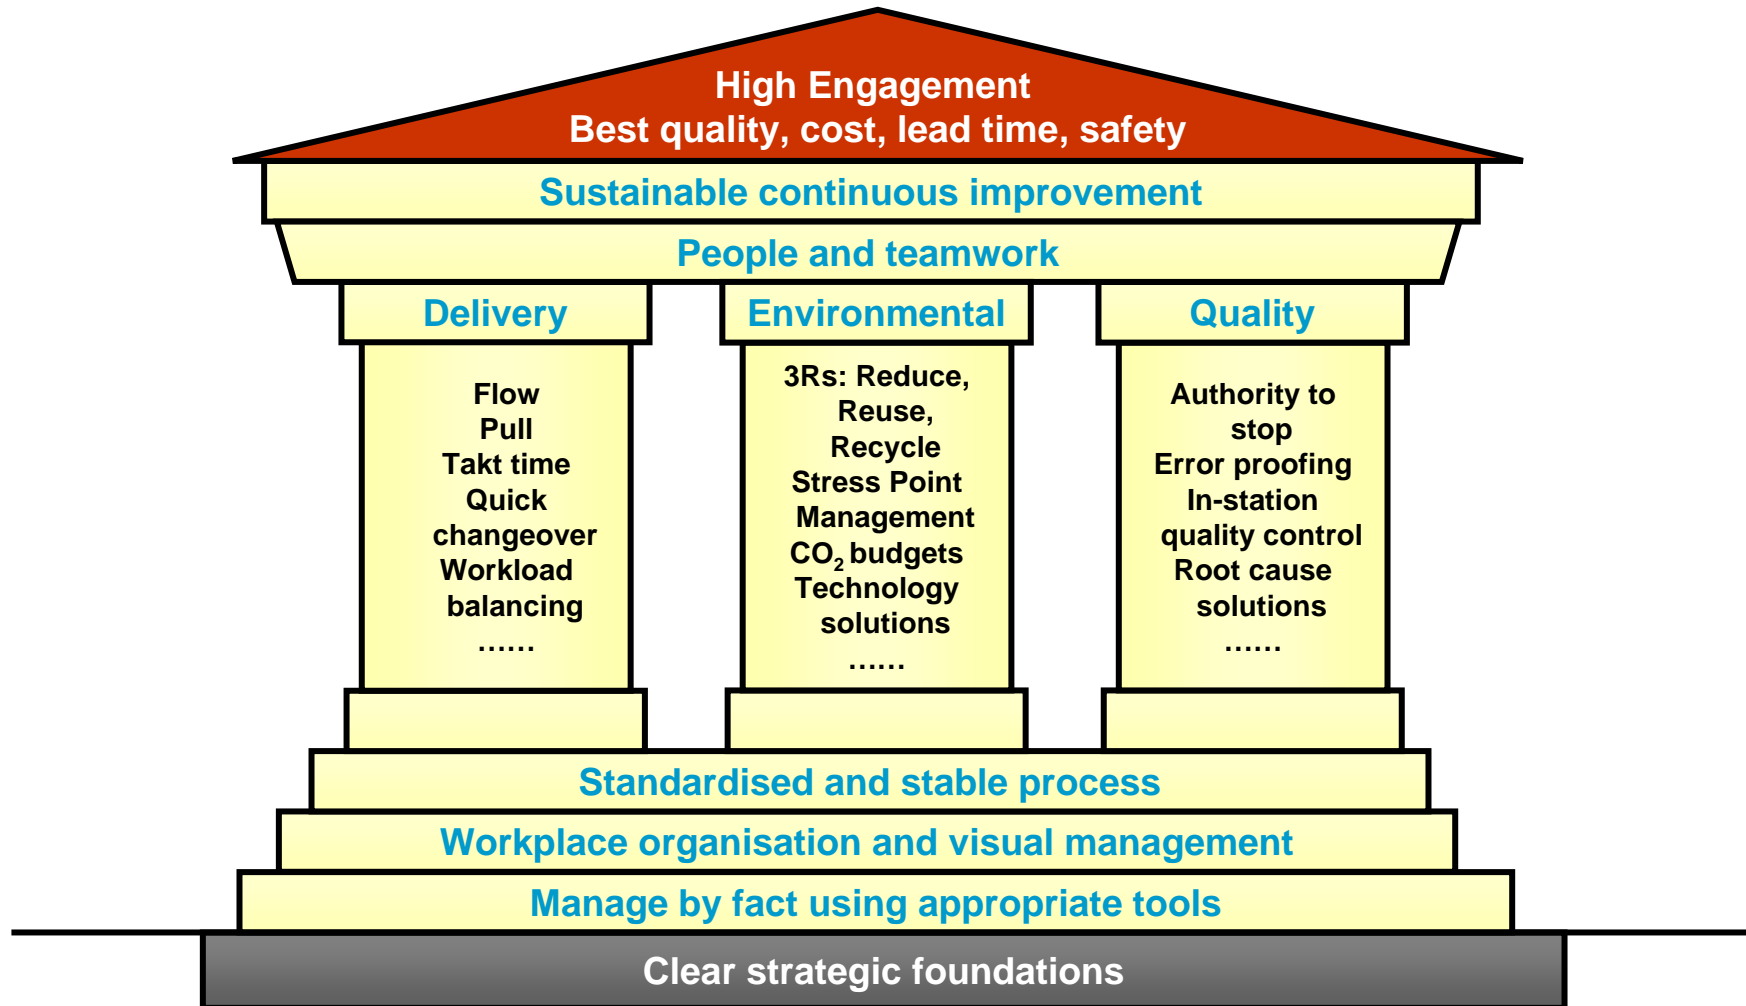 High Engagement
Best quality, cost, lead time, safety
Sustainable continuous improvement
People and teamwork
Delivery
Flow
Pull
Takt time
Quick
changeover
Workload
balancing
......
Environmental
3Rs: Reduce,
Reuse,
Recycle
Stress Point
Management
CO₂ budgets
Technology
solutions
......
Quality
Authority to
stop
Error proofing
In-station
quality control
Root cause
solutions
......
Standardised and stable process
Workplace organisation and visual management
Manage by fact using appropriate tools
Clear strategic foundations